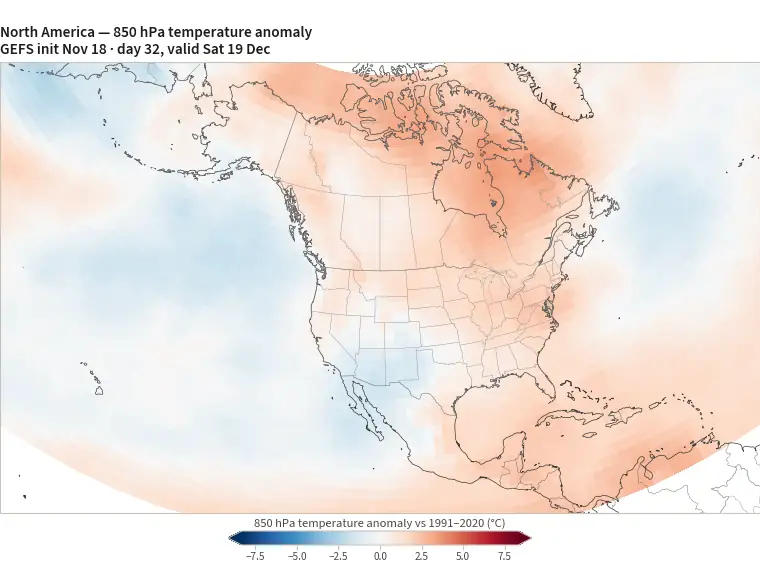 North America — 850 hPa temperature anomaly
GEFS init Nov 18 · day 32, valid Sat 19 Dec
850 hPa temperature anomaly vs 1991–2020 (°C)
−7.5 −5.0 −2.5 0.0 2.5 5.0 7.5